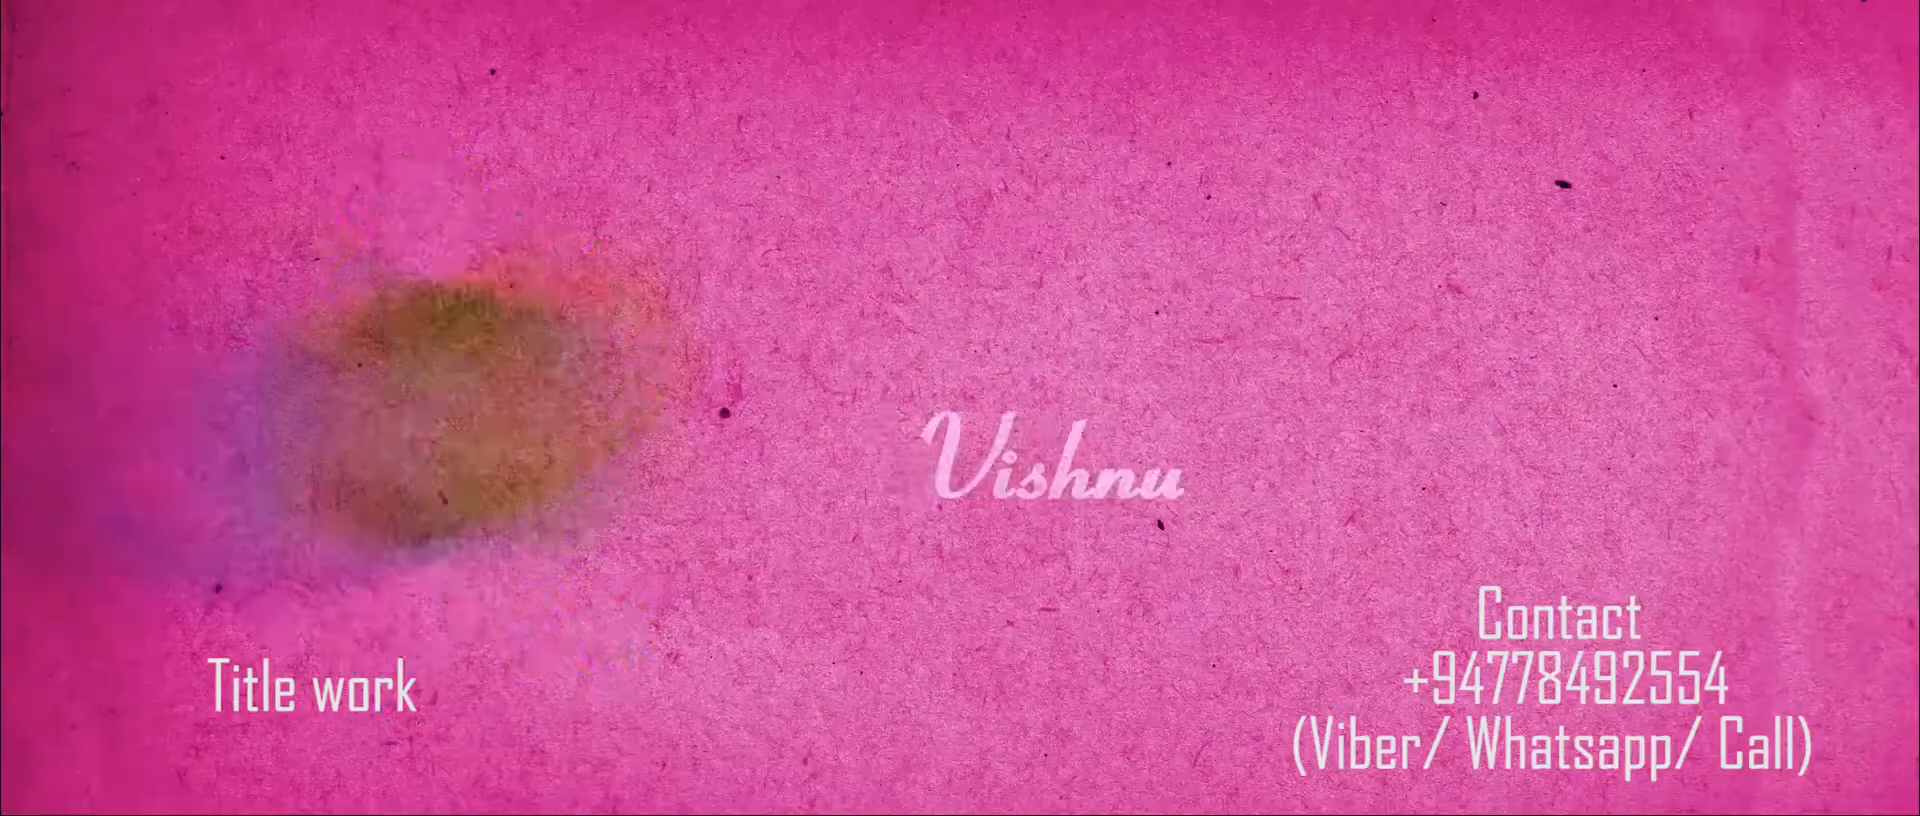 Vishnu
Title work
Contact
+94778492554
(Viber/ Whatsapp/ Call)